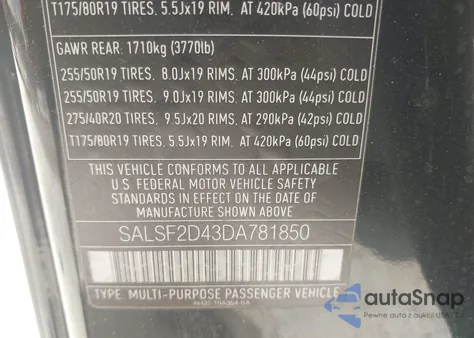 T175/80R19 TIRES, 5.5Jx19 RIM, AT 420kPa (60psi) COLD
GAWR REAR: 1710kg (3770lb)
255/50R19 TIRES, 8.0Jx19 RIMS, AT 300kPa (44psi) COLD
255/50R19 TIRES, 9.0Jx19 RIMS, AT 300kPa (44psi) COLD
275/40R20 TIRES, 9.5Jx20 RIMS, AT 290kPa (42psi) COLD
T175/80R19 TIRES, 5.5Jx19 RIM, AT 420kPa (60psi) COLD
THIS VEHICLE CONFORMS TO ALL APPLICABLE
U.S. FEDERAL MOTOR VEHICLE SAFETY
STANDARDS IN EFFECT ON THE DATE OF
MANUFACTURE SHOWN ABOVE.
SALSF2D43DA781850
TYPE: MULTI-PURPOSE PASSENGER VEHICLE
autoSnap
Pewne auta z USA